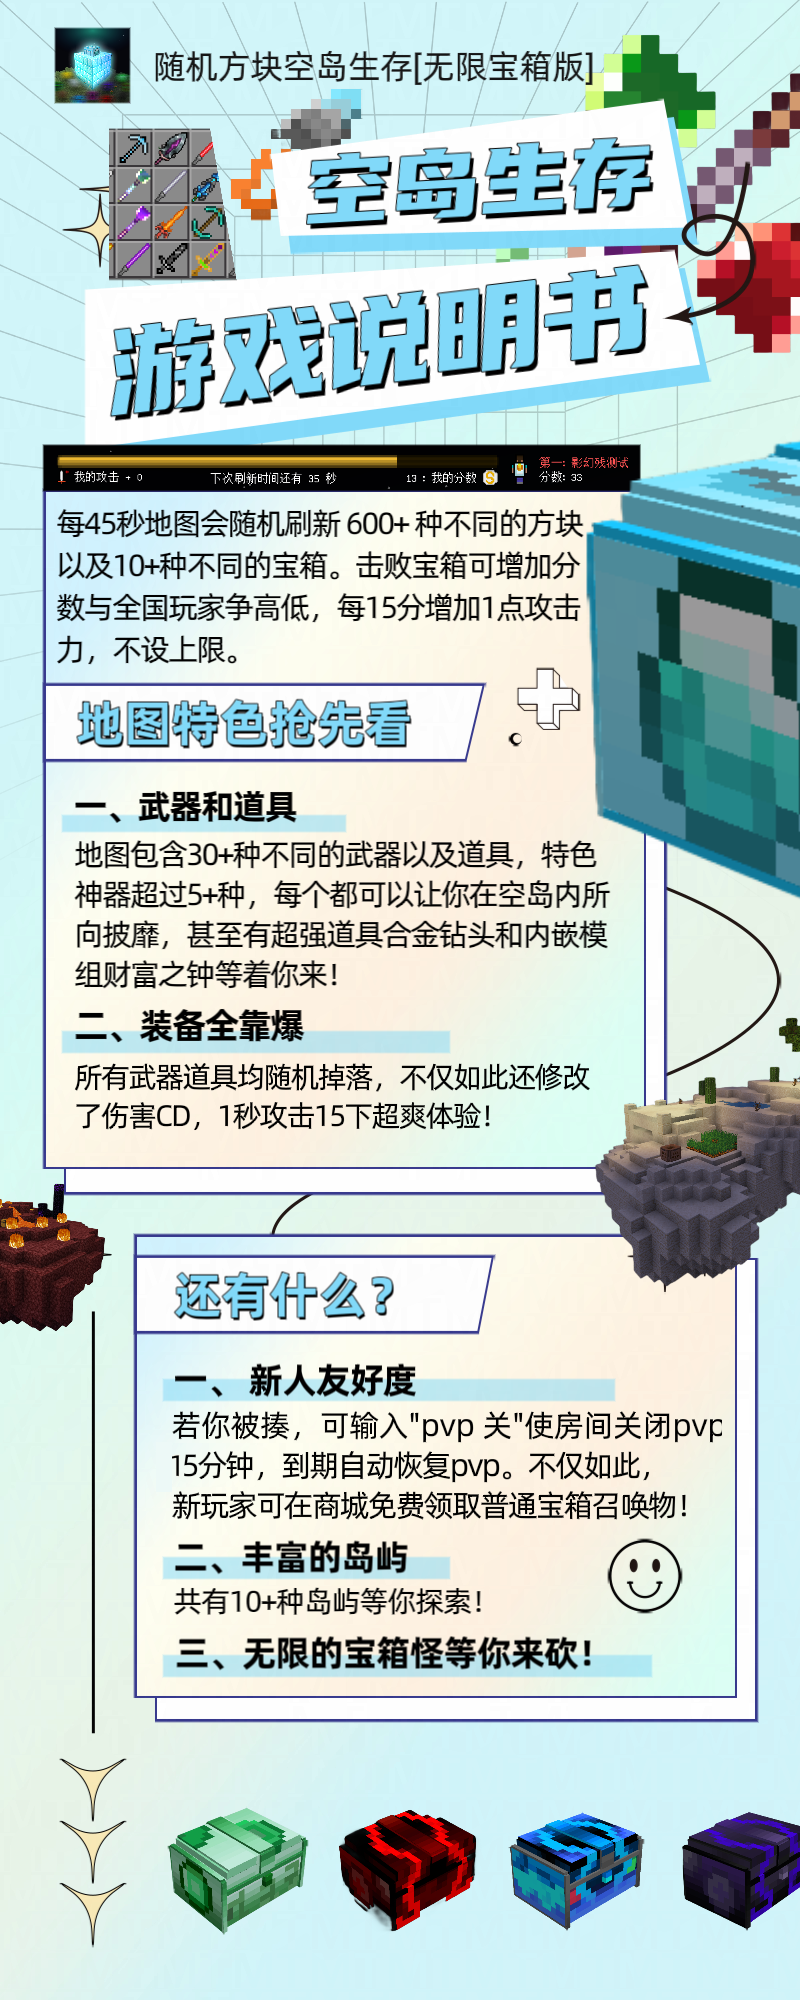 随机方块空岛生存[无限宝箱版]
空岛生存
游戏说明书
我的攻击 + 0
下次刷新时间还有 35 秒
13 : 我的分数
第一: 影幻残测试
分数: 33
每45秒地图会随机刷新 600+ 种不同的方块
以及10+种不同的宝箱。击败宝箱可增加分
数与全国玩家争高低，每15分增加1点攻击
力，不设上限。
地图特色抢先看
一、武器和道具
地图包含30+种不同的武器以及道具，特色
神器超过5+种，每个都可以让你在空岛内所
向披靡，甚至有超强道具合金钻头和内嵌模
组财富之钟等着你来！
二、装备全靠爆
所有武器道具均随机掉落，不仅如此还修改
了伤害CD，1秒攻击15下超爽体验！
还有什么？
一、 新人友好度
若你被揍，可输入"pvp 关"使房间关闭pvp
15分钟，到期自动恢复pvp。不仅如此，
新玩家可在商城免费领取普通宝箱召唤物！
二、丰富的岛屿
共有10+种岛屿等你探索！
三、无限的宝箱怪等你来砍！